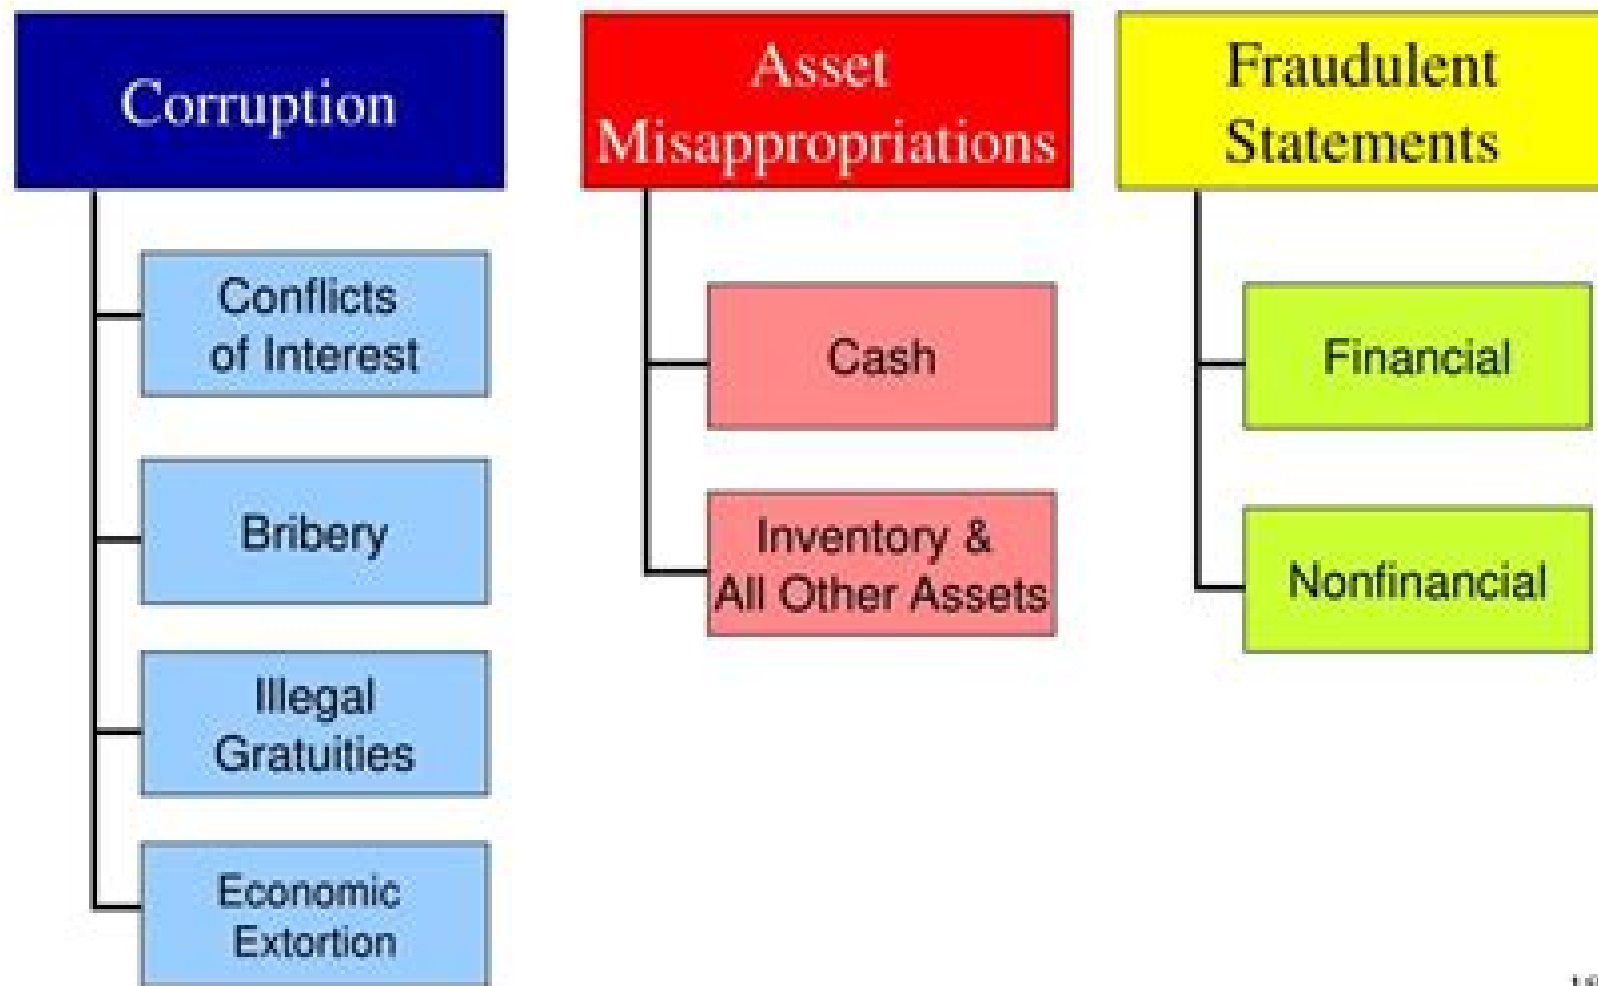 Corruption
Conflicts
of Interest
Bribery
Illegal
Gratuities
Economic
Extortion
Asset
Misappropriations
Cash
Inventory &
All Other Assets
Fraudulent
Statements
Financial
Nonfinancial